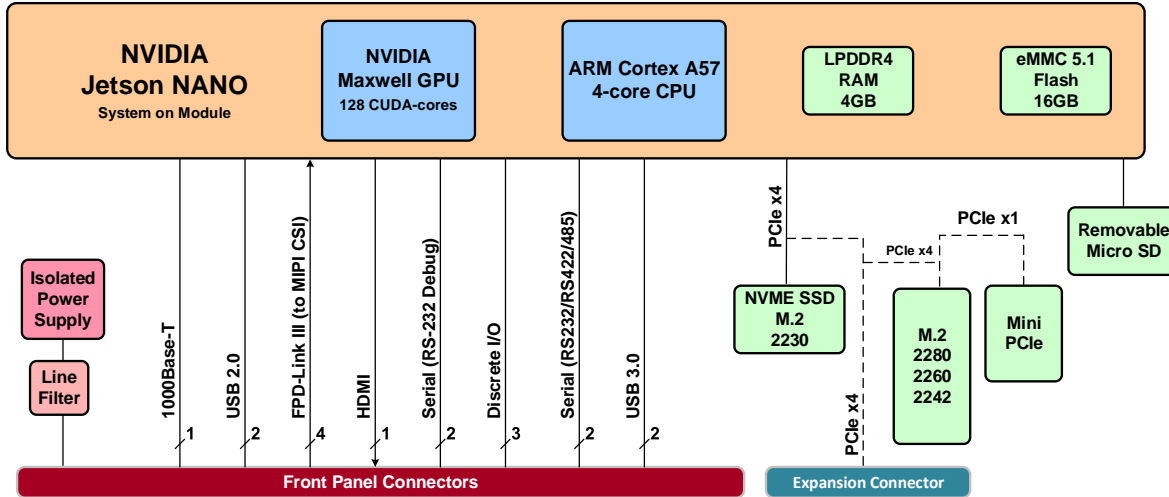 NVIDIA
Jetson NANO
System on Module
NVIDIA
Maxwell GPU
128 CUDA-cores
ARM Cortex A57
4-core CPU
LPDDR4
RAM
4GB
eMMC 5.1
Flash
16GB
Isolated
Power
Supply
Line
Filter
1000Base-T
1
USB 2.0
2
FPD-Link III (to MIPI CSI)
4
HDMI
1
Serial (RS-232 Debug)
2
Discrete I/O
3
Serial (RS232/RS422/485)
2
USB 3.0
2
PCIe x4
PCIe x4
PCIe x1
PCIe x4
Removable
Micro SD
NVME SSD
M.2
2230
M.2
2280
2260
2242
Mini
PCIe
Front Panel Connectors
Expansion Connector